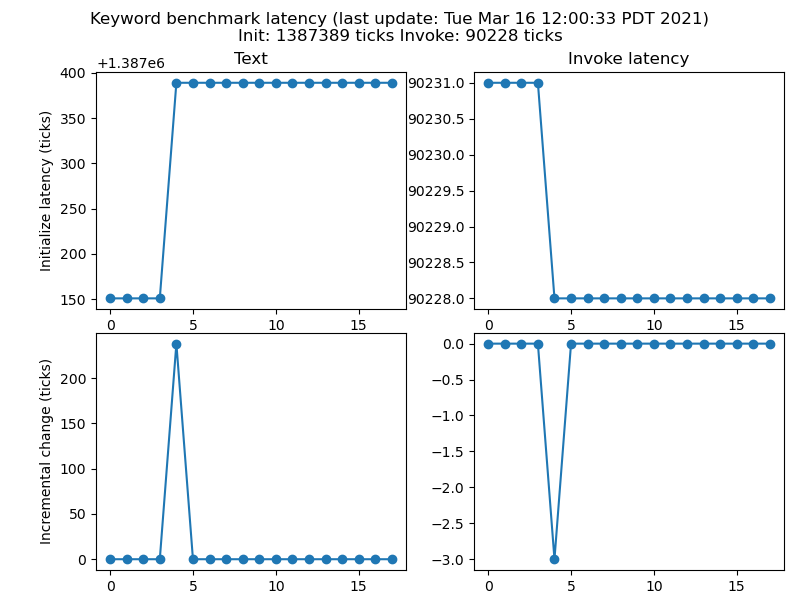 Keyword benchmark latency (last update: Tue Mar 16 12:00:33 PDT 2021)
Init: 1387389 ticks Invoke: 90228 ticks
Text
Invoke latency
+1.387e6
Initialize latency (ticks)
400
350
300
250
200
150
0 5 10 15
90231.0
90230.5
90230.0
90229.5
90229.0
90228.5
90228.0
0 5 10 15
Incremental change (ticks)
200
150
100
50
0
0 5 10 15
0.0
−0.5
−1.0
−1.5
−2.0
−2.5
−3.0
0 5 10 15